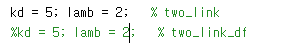 kd = 5; lamb = 2;   % two_link
%kd = 5; lamb = 2;   % two_link_df